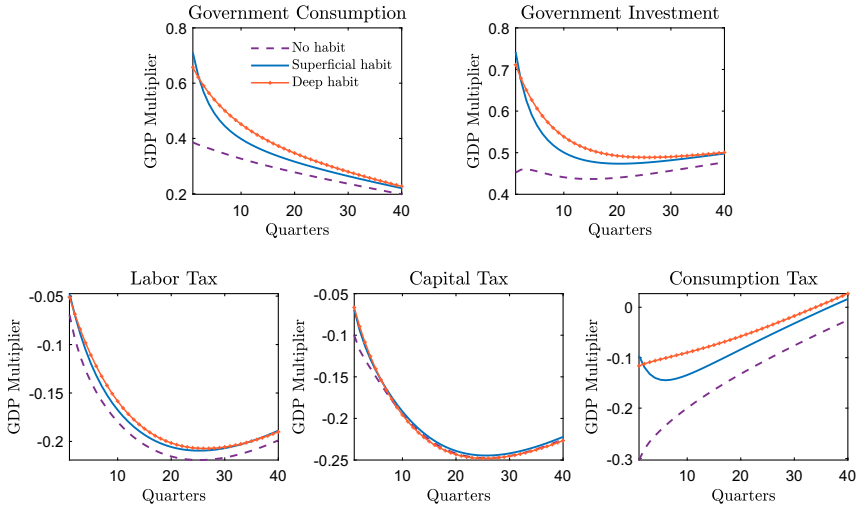 Government Consumption
GDP Multiplier
0.8
0.6
0.4
0.2
No habit
Superficial habit
Deep habit
10
20
30
40
Quarters
Government Investment
GDP Multiplier
0.8
0.7
0.6
0.5
0.4
10
20
30
40
Quarters
Labor Tax
GDP Multiplier
-0.05
-0.1
-0.15
-0.2
10
20
30
40
Quarters
Capital Tax
GDP Multiplier
-0.05
-0.1
-0.15
-0.2
-0.25
10
20
30
40
Quarters
Consumption Tax
GDP Multiplier
0
-0.1
-0.2
-0.3
10
20
30
40
Quarters